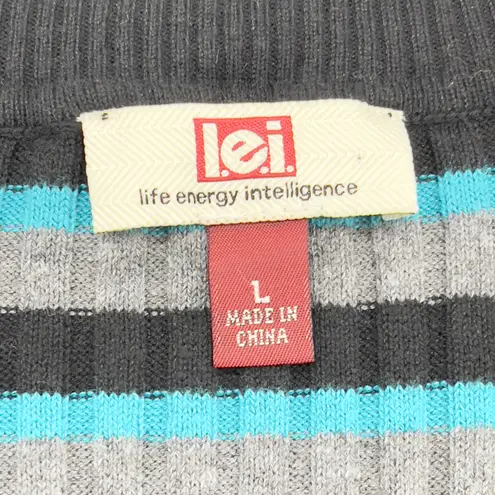 l.e.i.
life energy intelligence
L
MADE IN
CHINA